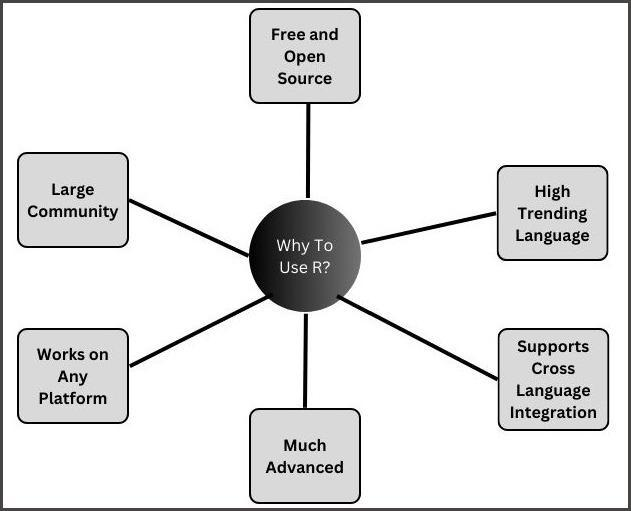 Free and
Open
Source
Large
Community
High
Trending
Language
Why To
Use R?
Works on
Any
Platform
Supports
Cross
Language
Integration
Much
Advanced